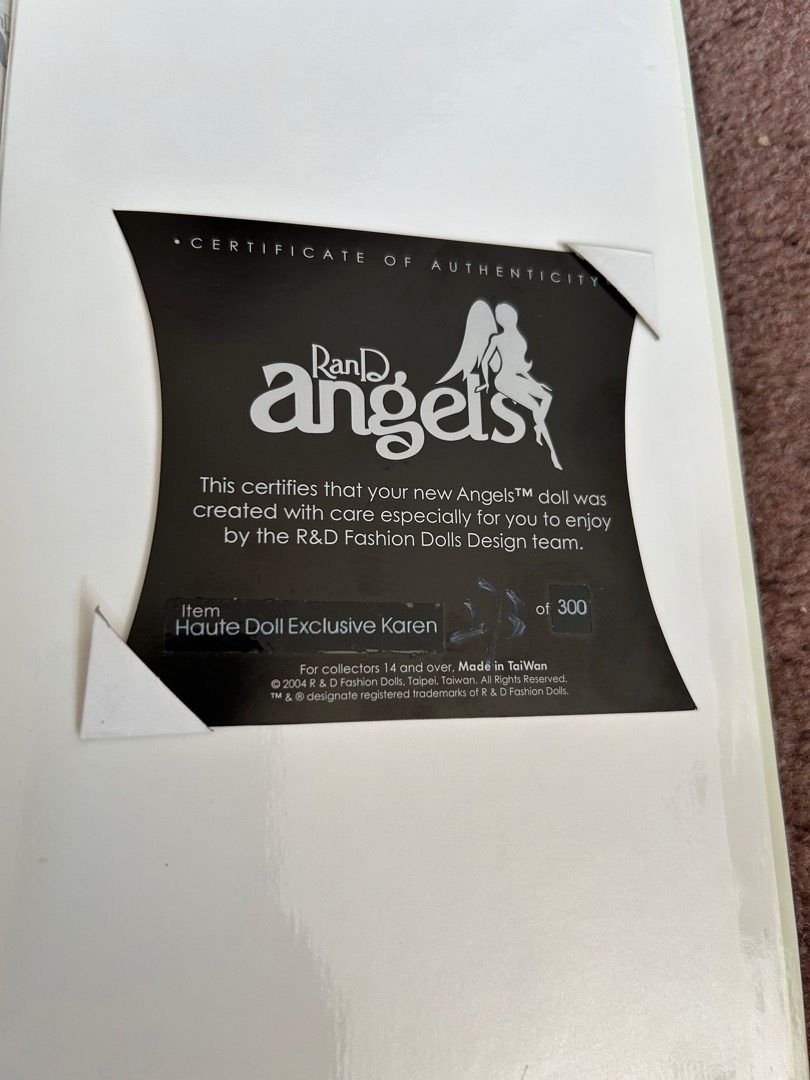 • CERTIFICATE OF AUTHENTICITY
RanD
angels
This certifies that your new Angels™ doll was
created with care especially for you to enjoy
by the R&D Fashion Dolls Design team.
Item
Haute Doll Exclusive Karen
of 300
For collectors 14 and over, Made in TaiWan
© 2004 R & D Fashion Dolls, Taipei, Taiwan. All Rights Reserved.
™ & ® designate registered trademarks of R & D Fashion Dolls.